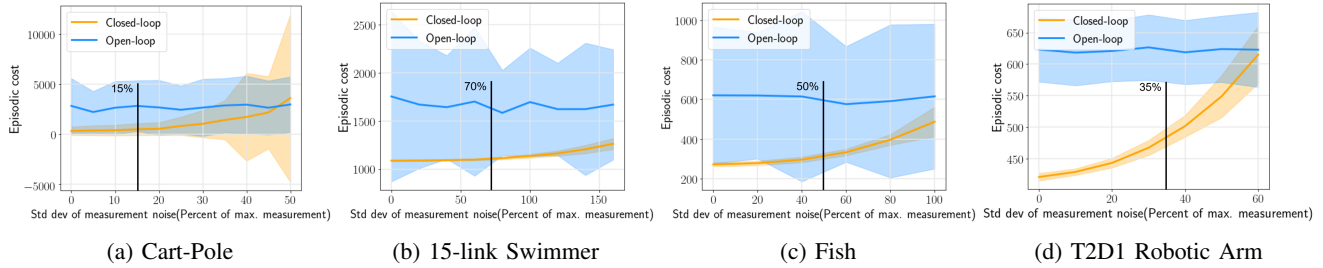 Closed-loop
Open-loop
15%
Episodic cost
10000
5000
0
−5000
0 10 20 30 40 50
Std dev of measurement noise(Percent of max. measurement)
(a) Cart-Pole
Closed-loop
Open-loop
70%
Episodic cost
2500
2000
1500
1000
0 50 100 150
Std dev of measurement noise(Percent of max. measurement)
(b) 15-link Swimmer
Closed-loop
Open-loop
50%
Episodic cost
1000
800
600
400
200
0 20 40 60 80 100
Std dev of measurement noise(Percent of max. measurement)
(c) Fish
Closed-loop
Open-loop
35%
Episodic cost
650
600
550
500
450
0 20 40 60
Std dev of measurement noise(Percent of max. measurement)
(d) T2D1 Robotic Arm